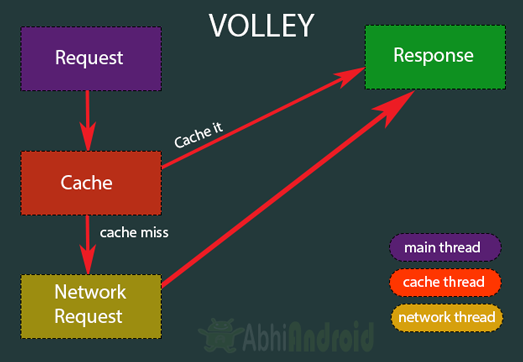 VOLLEY
Request
Response
Cache it
Cache
cache miss
Network
Request
main thread
cache thread
network thread
AbhiAndroid